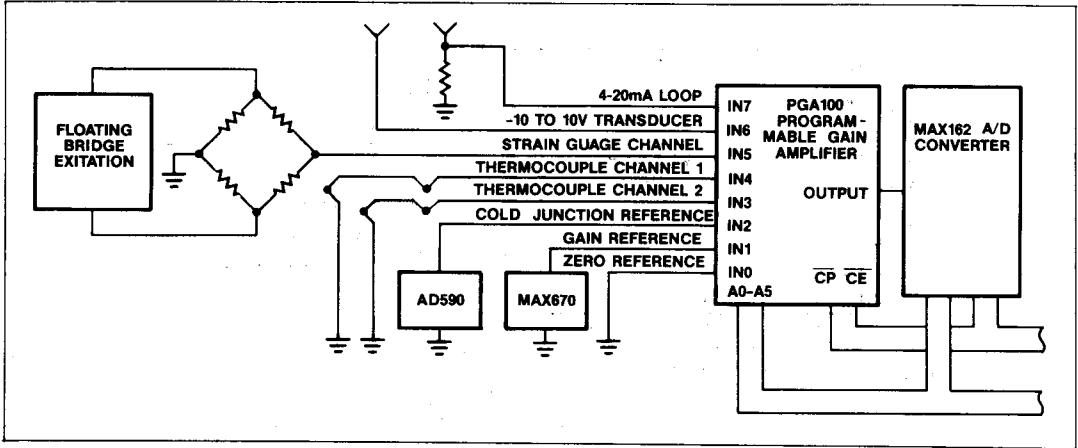 FLOATING
BRIDGE
EXITATION
4-20mA LOOP
-10 TO 10V TRANSDUCER
STRAIN GUAGE CHANNEL
THERMOCOUPLE CHANNEL 1
THERMOCOUPLE CHANNEL 2
COLD JUNCTION REFERENCE
GAIN REFERENCE
ZERO REFERENCE
AD590
MAX670
IN7
IN6
IN5
IN4
IN3
IN2
IN1
IN0
A0-A5
PGA100
PROGRAM-
MABLE GAIN
AMPLIFIER
OUTPUT
CP CE
MAX162 A/D
CONVERTER